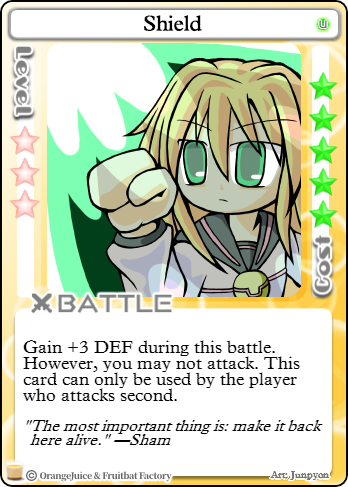 Shield
U
Level
Cost
BATTLE
Gain +3 DEF during this battle.
However, you may not attack. This
card can only be used by the player
who attacks second.
"The most important thing is: make it back
here alive." —Sham
© OrangeJuice & Fruitbat Factory
Art: Junpyon